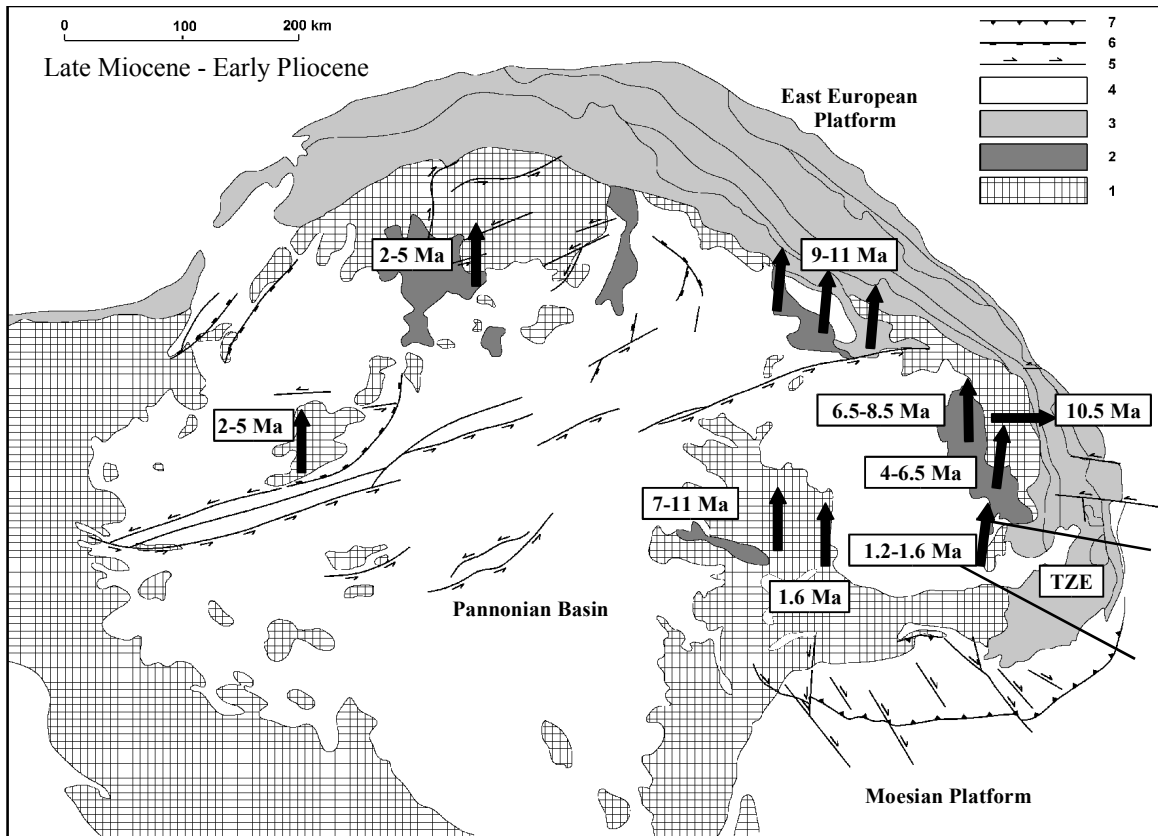 0 100 200 km
Late Miocene - Early Pliocene
East European
Platform
7
6
5
4
3
2
1
2-5 Ma
9-11 Ma
2-5 Ma
6.5-8.5 Ma
10.5 Ma
4-6.5 Ma
7-11 Ma
1.2-1.6 Ma
TZE
1.6 Ma
Pannonian Basin
Moesian Platform